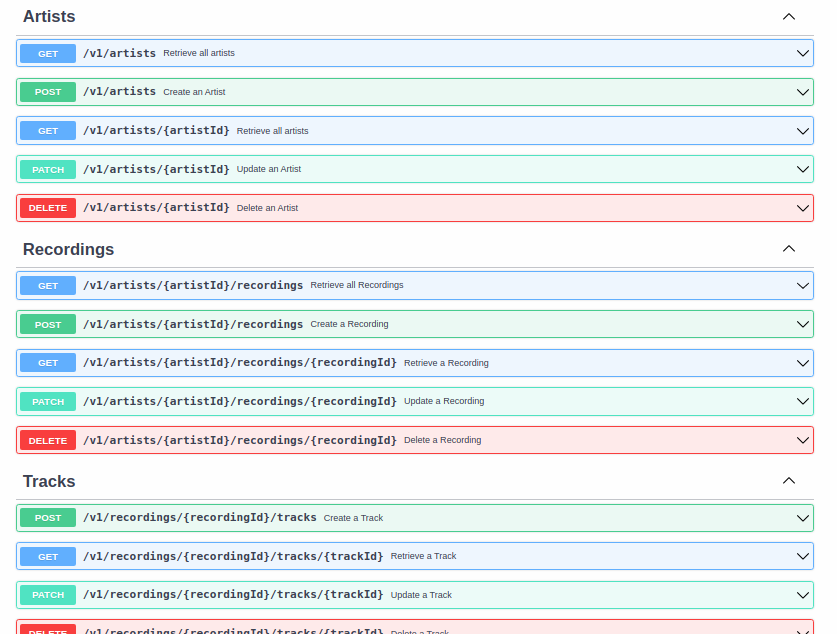 Artists
GET /v1/artists Retrieve all artists
POST /v1/artists Create an Artist
GET /v1/artists/{artistId} Retrieve all artists
PATCH /v1/artists/{artistId} Update an Artist
DELETE /v1/artists/{artistId} Delete an Artist
Recordings
GET /v1/artists/{artistId}/recordings Retrieve all Recordings
POST /v1/artists/{artistId}/recordings Create a Recording
GET /v1/artists/{artistId}/recordings/{recordingId} Retrieve a Recording
PATCH /v1/artists/{artistId}/recordings/{recordingId} Update a Recording
DELETE /v1/artists/{artistId}/recordings/{recordingId} Delete a Recording
Tracks
POST /v1/recordings/{recordingId}/tracks Create a Track
GET /v1/recordings/{recordingId}/tracks/{trackId} Retrieve a Track
PATCH /v1/recordings/{recordingId}/tracks/{trackId} Update a Track
DELETE /v1/recordings/{recordingId}/tracks/{trackId} Delete a Track